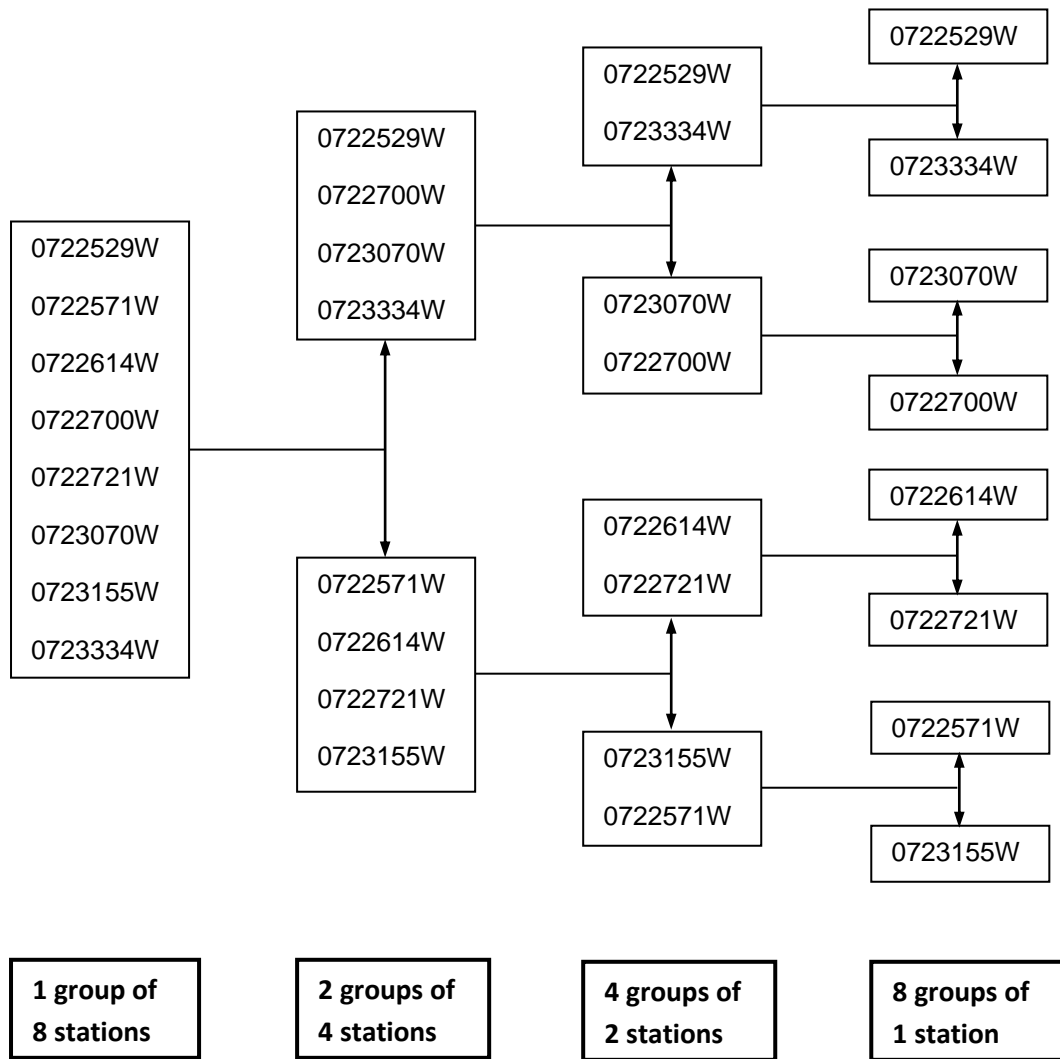 0722529W
0722571W
0722614W
0722700W
0722721W
0723070W
0723155W
0723334W
0722529W
0722700W
0723070W
0723334W
0722571W
0722614W
0722721W
0723155W
0722529W
0723334W
0723070W
0722700W
0722614W
0722721W
0723155W
0722571W
0722529W
0723334W
0723070W
0722700W
0722614W
0722721W
0722571W
0723155W
1 group of
8 stations
2 groups of
4 stations
4 groups of
2 stations
8 groups of
1 station